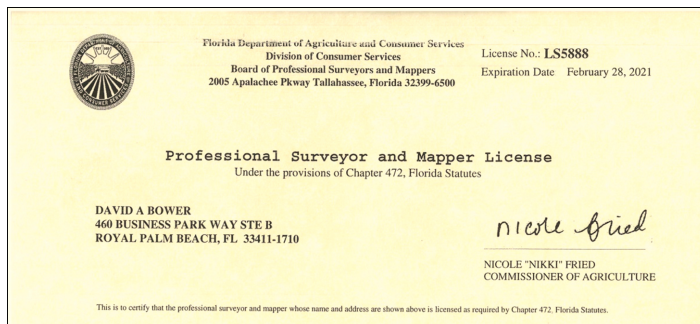 Florida Department of Agriculture and Consumer Services
Division of Consumer Services
Board of Professional Surveyors and Mappers
2005 Apalachee Pkway Tallahassee, Florida 32399-6500
License No.: LS5888
Expiration Date February 28, 2021
Professional Surveyor and Mapper License
Under the provisions of Chapter 472, Florida Statutes
DAVID A BOWER
460 BUSINESS PARK WAY STE B
ROYAL PALM BEACH, FL 33411-1710
Nicole Fried
NICOLE "NIKKI" FRIED
COMMISSIONER OF AGRICULTURE
This is to certify that the professional surveyor and mapper whose name and address are shown above is licensed as required by Chapter 472, Florida Statutes.